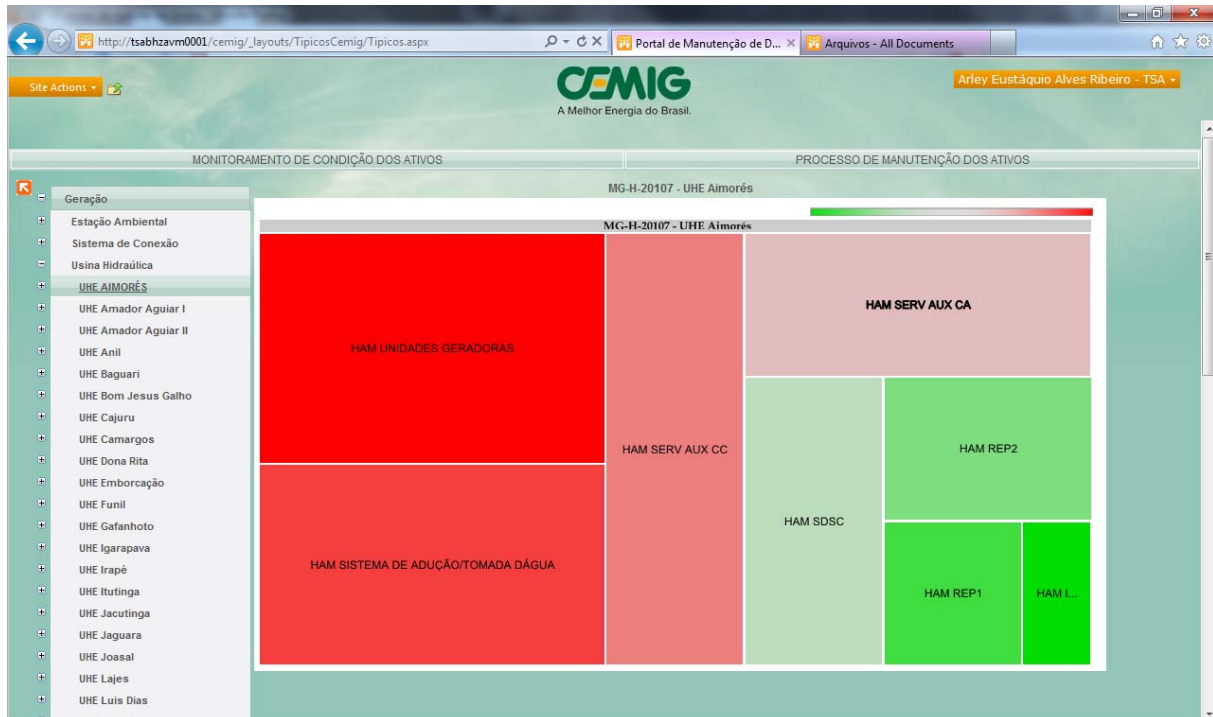 http://tsabhzavm0001/cemig/_layouts/TipicosCemig/Tipicos.aspx
Portal de Manutenção de D...
Arquivos - All Documents
Site Actions
CEMIG
A Melhor Energia do Brasil.
Arley Eustáquio Alves Ribeiro - TSA
MONITORAMENTO DE CONDIÇÃO DOS ATIVOS
PROCESSO DE MANUTENÇÃO DOS ATIVOS
MG-H-20107 - UHE Aimorés
Geração
Estação Ambiental
Sistema de Conexão
Usina Hidraúlica
UHE AIMORÉS
UHE Amador Aguiar I
UHE Amador Aguiar II
UHE Anil
UHE Baguari
UHE Bom Jesus Galho
UHE Cajuru
UHE Camargos
UHE Dona Rita
UHE Emborcação
UHE Funil
UHE Gafanhoto
UHE Igarapava
UHE Irapé
UHE Itutinga
UHE Jacutinga
UHE Jaguara
UHE Joasal
UHE Lajes
UHE Luis Dias
MG-H-20107 - UHE Aimorés
HAM UNIDADES GERADORAS
HAM SISTEMA DE ADUÇÃO/TOMADA DÁGUA
HAM SERV AUX CC
HAM SERV AUX CA
HAM SDSC
HAM REP2
HAM REP1
HAM I...